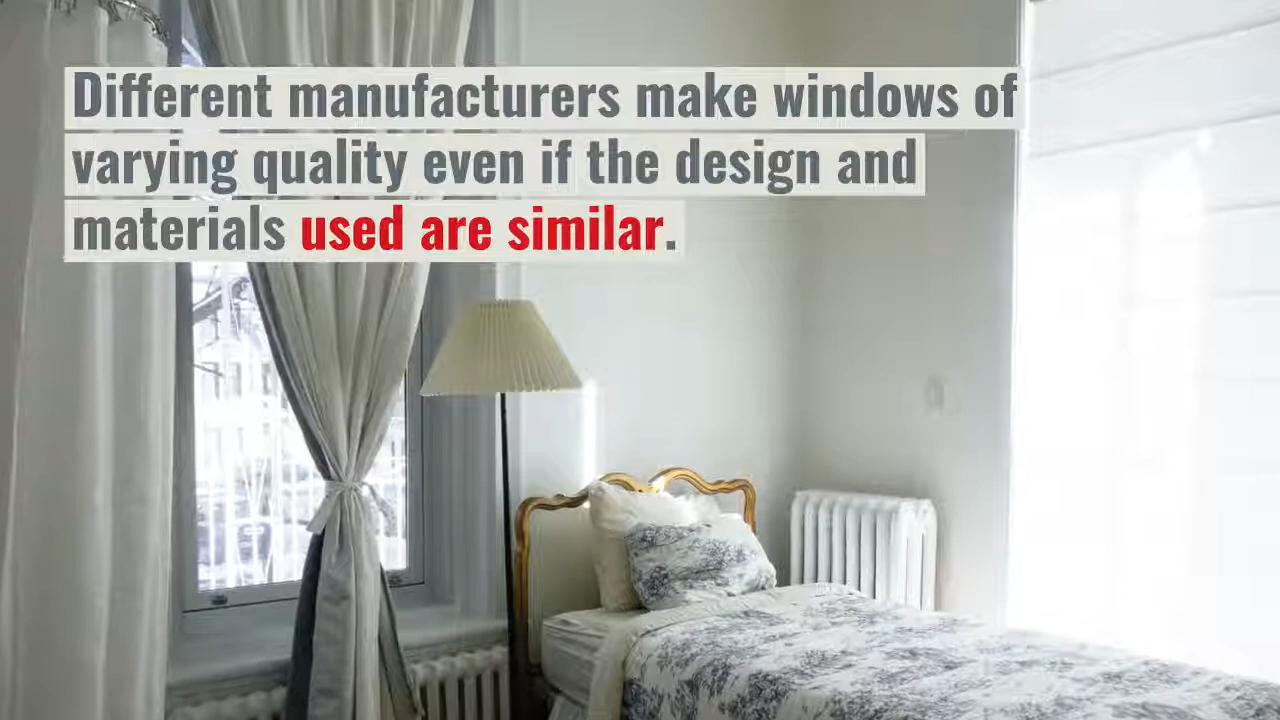 Different manufacturers make windows of
varying quality even if the design and
materials used are similar.